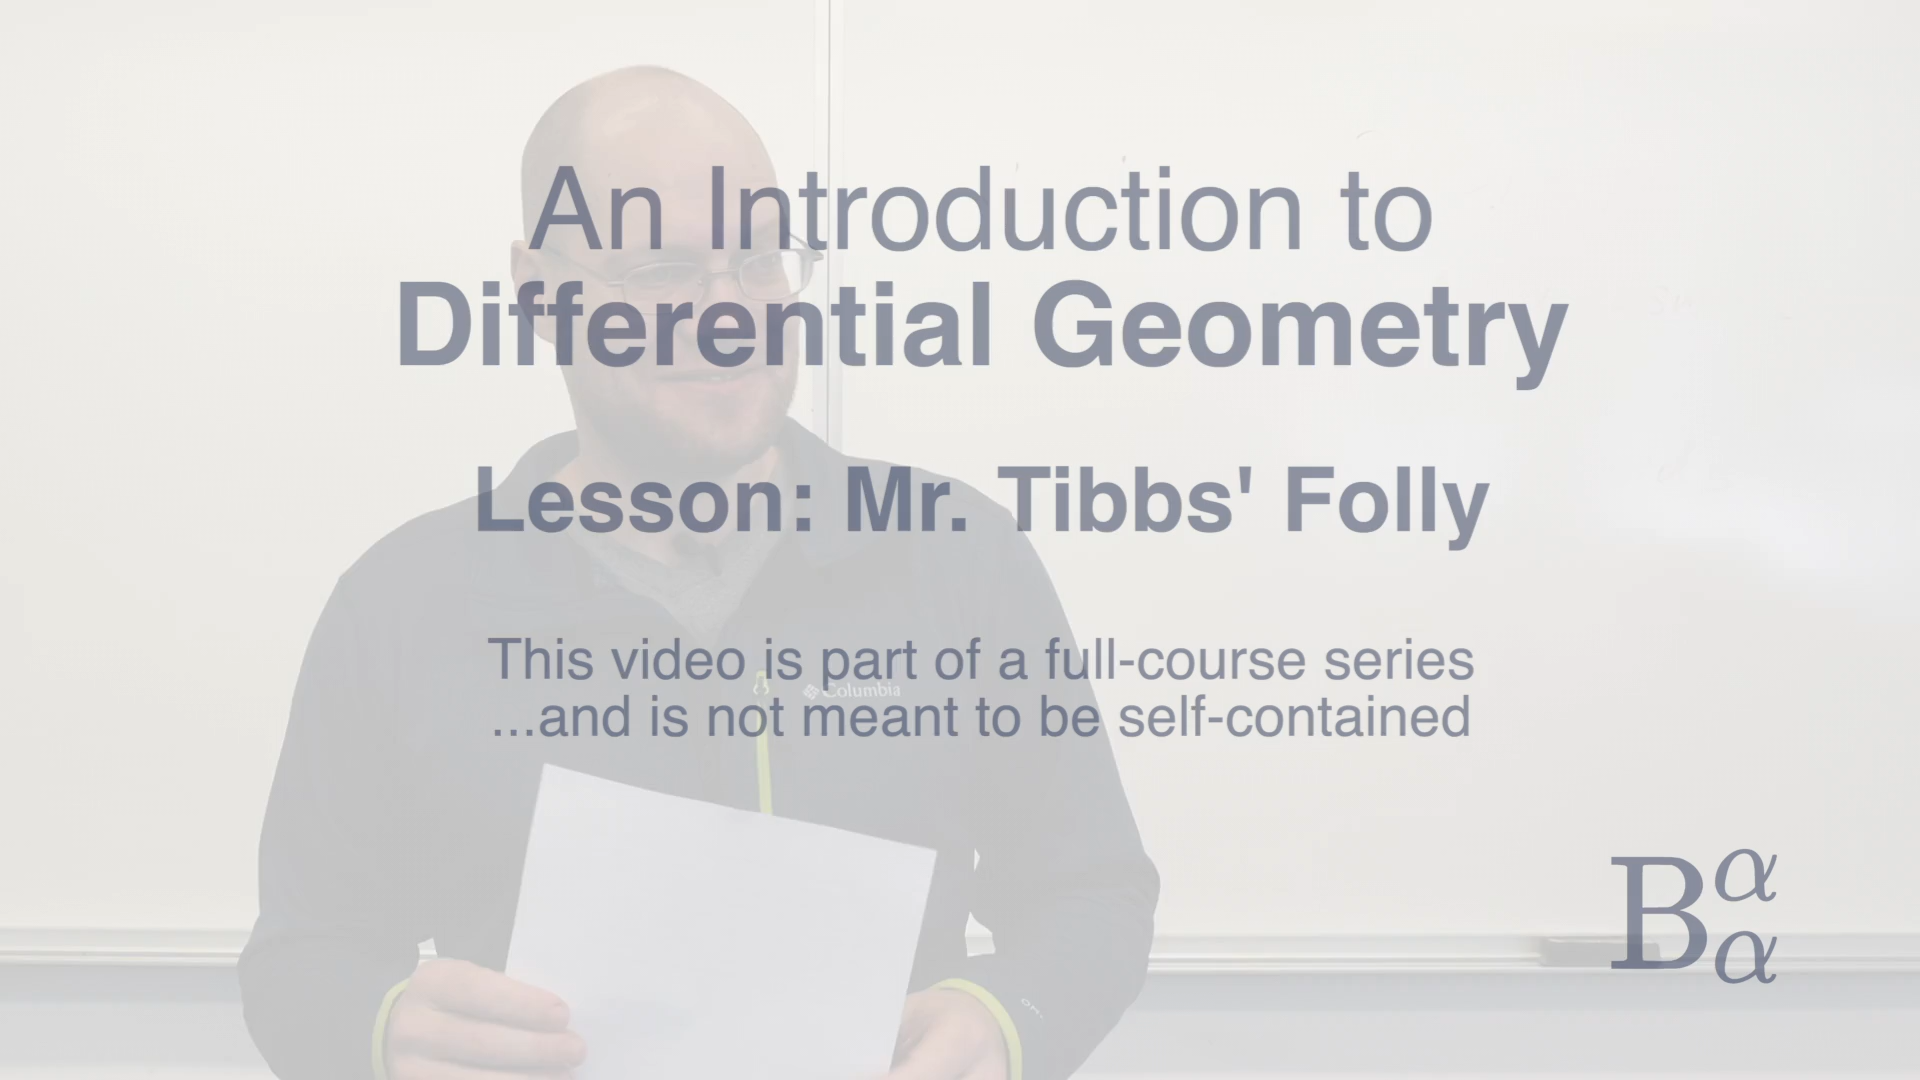 An Introduction to
Differential Geometry
Lesson: Mr. Tibbs' Folly
This video is part of a full-course series
Columbia
...and is not meant to be self-contained
B α α